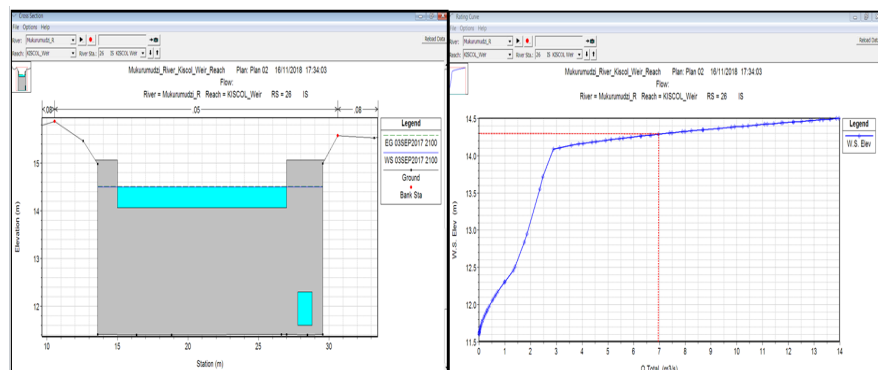 Cross Section
File Options Help
River: Mukurumudzi_R
Reload Data
Reach: KISCOL_Weir River Sta.: 26 IS KISCOL Weir
Mukurumudzi_River_Kiscol_Weir_Reach Plan: Plan 02 16/11/2018 17:34:03
Flow:
River = Mukurumudzi_R Reach = KISCOL_Weir RS = 26 IS
.08 .05 .08
Legend
EG 03SEP2017 2100
WS 03SEP2017 2100
Ground
Bank Sta
Elevation (m)
15
14
13
12
10 15 20 25 30
Station (m)
Rating Curve
File Options Help
River: Mukurumudzi_R
Reload Data
Reach: KISCOL_Weir River Sta.: 26 IS KISCOL Weir
Mukurumudzi_River_Kiscol_Weir_Reach Plan: Plan 02 16/11/2018 17:34:03
Flow:
River = Mukurumudzi_R Reach = KISCOL_Weir RS = 26 IS
Legend
W.S. Elev
W.S. Elev (m)
14.5
14.0
13.5
13.0
12.5
12.0
11.5
0 1 2 3 4 5 6 7 8 9 10 11 12 13 14
Q Total (m3/s)